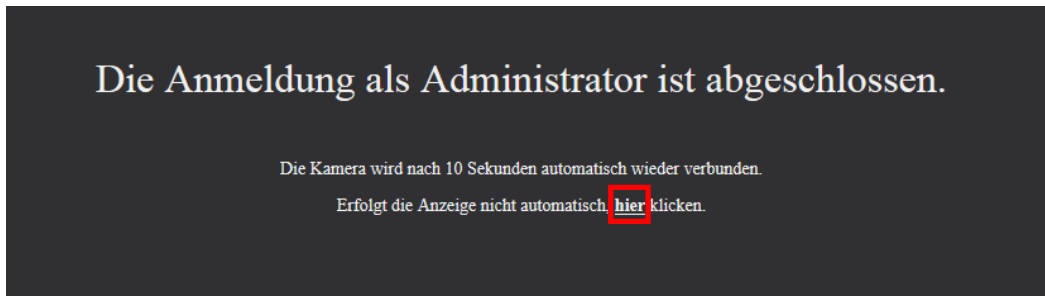 Die Anmeldung als Administrator ist abgeschlossen.
Die Kamera wird nach 10 Sekunden automatisch wieder verbunden.
Erfolgt die Anzeige nicht automatisch, hier klicken.